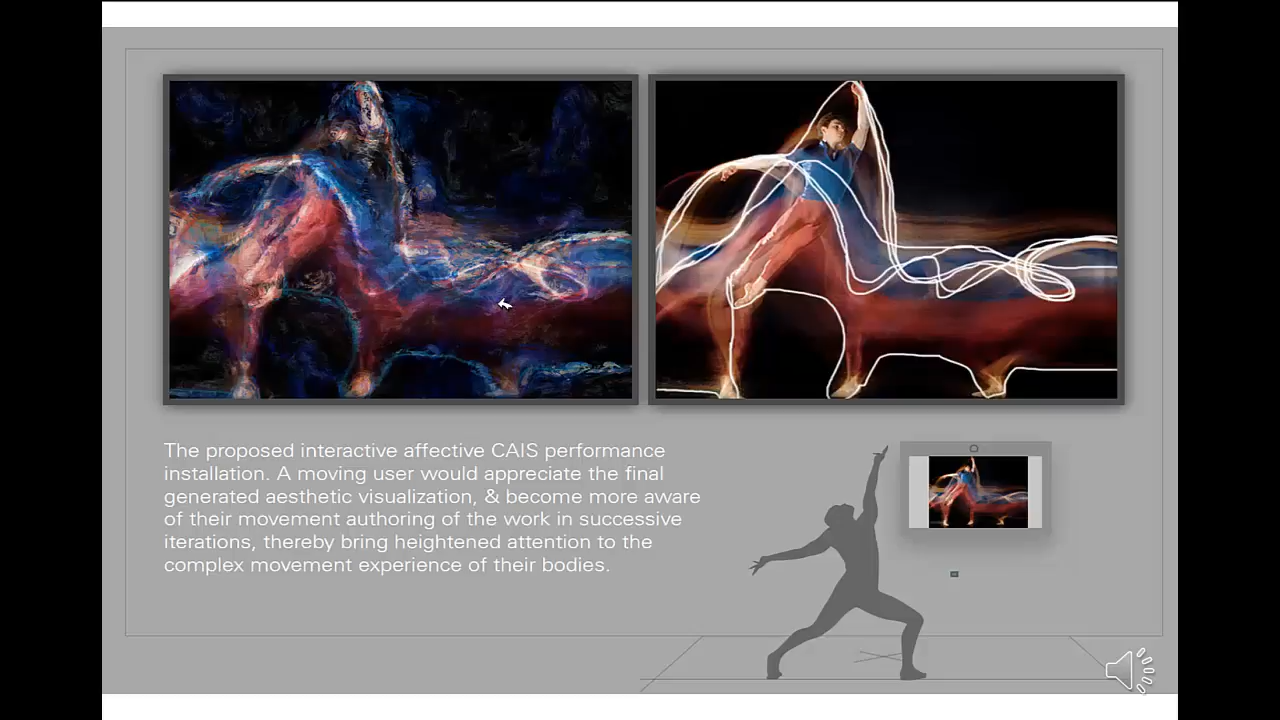 The proposed interactive affective CAIS performance
installation. A moving user would appreciate the final
generated aesthetic visualization, & become more aware
of their movement authoring of the work in successive
iterations, thereby bring heightened attention to the
complex movement experience of their bodies.